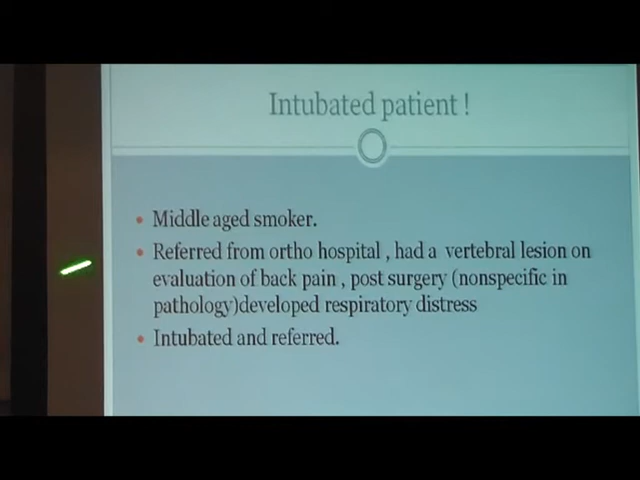 Intubated patient !
• Middle aged smoker.
• Referred from ortho hospital , had a vertebral lesion on
evaluation of back pain , post surgery (nonspecific in
pathology)developed respiratory distress
• Intubated and referred.